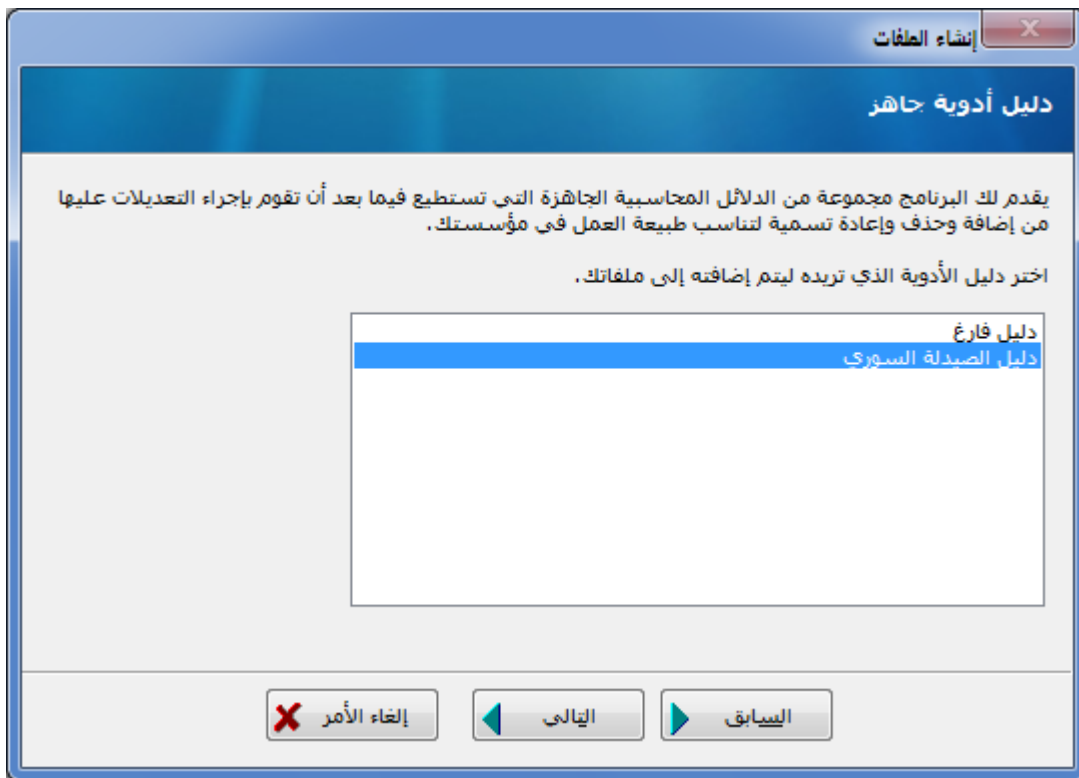 إنشاء الملفات
دليل أدوية جاهز
يقدم لك البرنامج مجموعة من الدلائل المحاسبية الجاهزة التي تستطيع فيما بعد أن تقوم بإجراء التعديلات عليها
من إضافة وحذف وإعادة تسمية لتناسب طبيعة العمل في مؤسستك.
اختر دليل الأدوية الذي تريده ليتم إضافته إلى ملفاتك.
دليل فارغ
دليل الصيدلة السوري
السابق
التالي
إلغاء الأمر